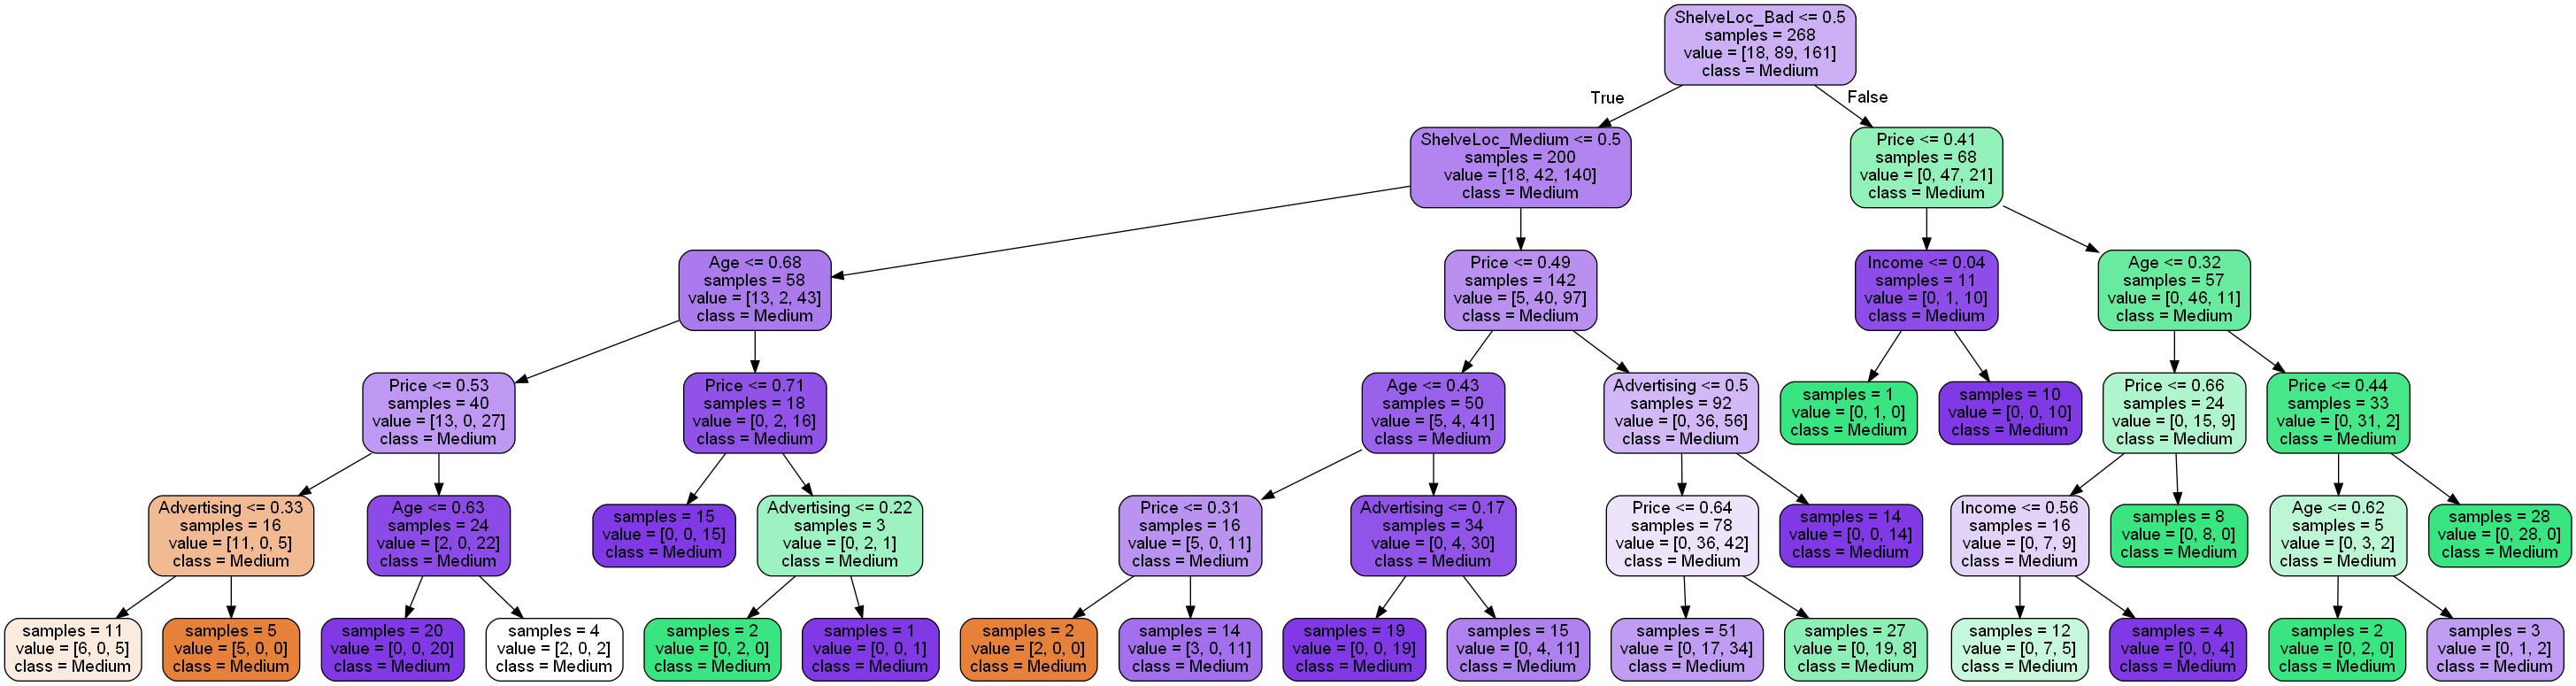 ShelveLoc_Bad <= 0.5
samples = 268
value = [18, 89, 161]
class = Medium
True
False
ShelveLoc_Medium <= 0.5
samples = 200
value = [18, 42, 140]
class = Medium
Price <= 0.41
samples = 68
value = [0, 47, 21]
class = Medium
Age <= 0.68
samples = 58
value = [13, 2, 43]
class = Medium
Price <= 0.49
samples = 142
value = [5, 40, 97]
class = Medium
Income <= 0.04
samples = 11
value = [0, 1, 10]
class = Medium
Age <= 0.32
samples = 57
value = [0, 46, 11]
class = Medium
Price <= 0.53
samples = 40
value = [13, 0, 27]
class = Medium
Price <= 0.71
samples = 18
value = [0, 2, 16]
class = Medium
Age <= 0.43
samples = 50
value = [5, 4, 41]
class = Medium
Advertising <= 0.5
samples = 92
value = [0, 36, 56]
class = Medium
samples = 1
value = [0, 1, 0]
class = Medium
samples = 10
value = [0, 0, 10]
class = Medium
Price <= 0.66
samples = 24
value = [0, 15, 9]
class = Medium
Price <= 0.44
samples = 33
value = [0, 31, 2]
class = Medium
Advertising <= 0.33
samples = 16
value = [11, 0, 5]
class = Medium
Age <= 0.63
samples = 24
value = [2, 0, 22]
class = Medium
samples = 15
value = [0, 0, 15]
class = Medium
Advertising <= 0.22
samples = 3
value = [0, 2, 1]
class = Medium
Price <= 0.31
samples = 16
value = [5, 0, 11]
class = Medium
Advertising <= 0.17
samples = 34
value = [0, 4, 30]
class = Medium
Price <= 0.64
samples = 78
value = [0, 36, 42]
class = Medium
samples = 14
value = [0, 0, 14]
class = Medium
Income <= 0.56
samples = 16
value = [0, 7, 9]
class = Medium
samples = 8
value = [0, 8, 0]
class = Medium
Age <= 0.62
samples = 5
value = [0, 3, 2]
class = Medium
samples = 28
value = [0, 28, 0]
class = Medium
samples = 11
value = [6, 0, 5]
class = Medium
samples = 5
value = [5, 0, 0]
class = Medium
samples = 20
value = [0, 0, 20]
class = Medium
samples = 4
value = [2, 0, 2]
class = Medium
samples = 2
value = [0, 2, 0]
class = Medium
samples = 1
value = [0, 0, 1]
class = Medium
samples = 2
value = [2, 0, 0]
class = Medium
samples = 14
value = [3, 0, 11]
class = Medium
samples = 19
value = [0, 0, 19]
class = Medium
samples = 15
value = [0, 4, 11]
class = Medium
samples = 51
value = [0, 17, 34]
class = Medium
samples = 27
value = [0, 19, 8]
class = Medium
samples = 12
value = [0, 7, 5]
class = Medium
samples = 4
value = [0, 0, 4]
class = Medium
samples = 2
value = [0, 2, 0]
class = Medium
samples = 3
value = [0, 1, 2]
class = Medium